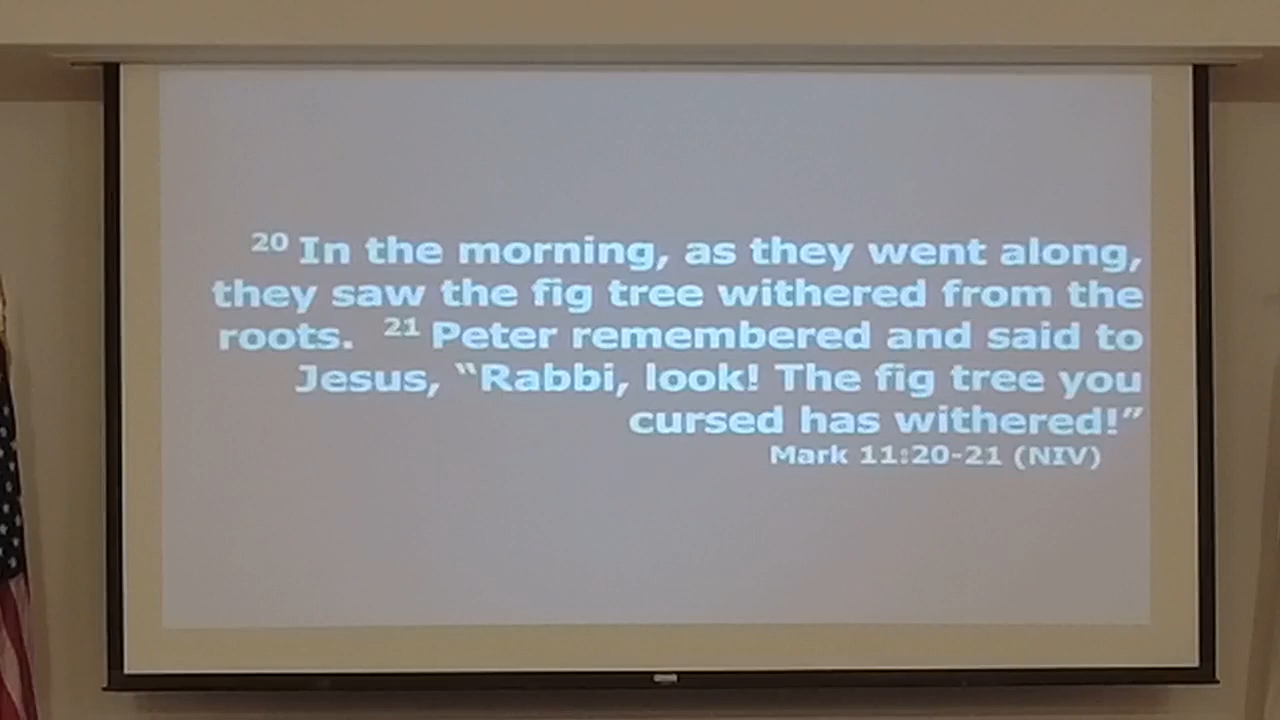 20 In the morning, as they went along,
they saw the fig tree withered from the
roots. 21 Peter remembered and said to
Jesus, “Rabbi, look! The fig tree you
cursed has withered!”
Mark 11:20-21 (NIV)